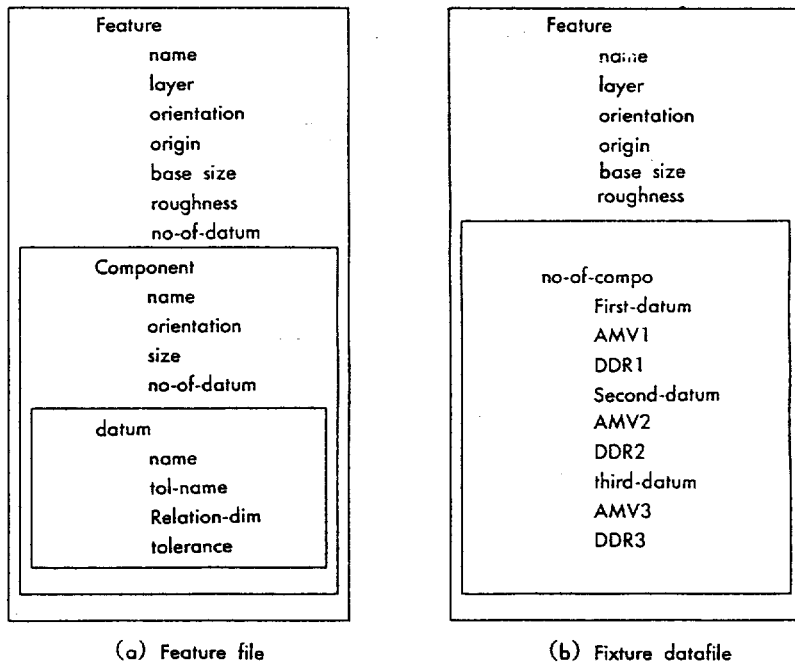 Feature
name
layer
orientation
origin
base size
roughness
no-of-datum
Component
name
orientation
size
no-of-datum
datum
name
tol-name
Relation-dim
tolerance
(a) Feature file
Feature
name
layer
orientation
origin
base size
roughness
no-of-compo
First-datum
AMV1
DDR1
Second-datum
AMV2
DDR2
third-datum
AMV3
DDR3
(b) Fixture datafile